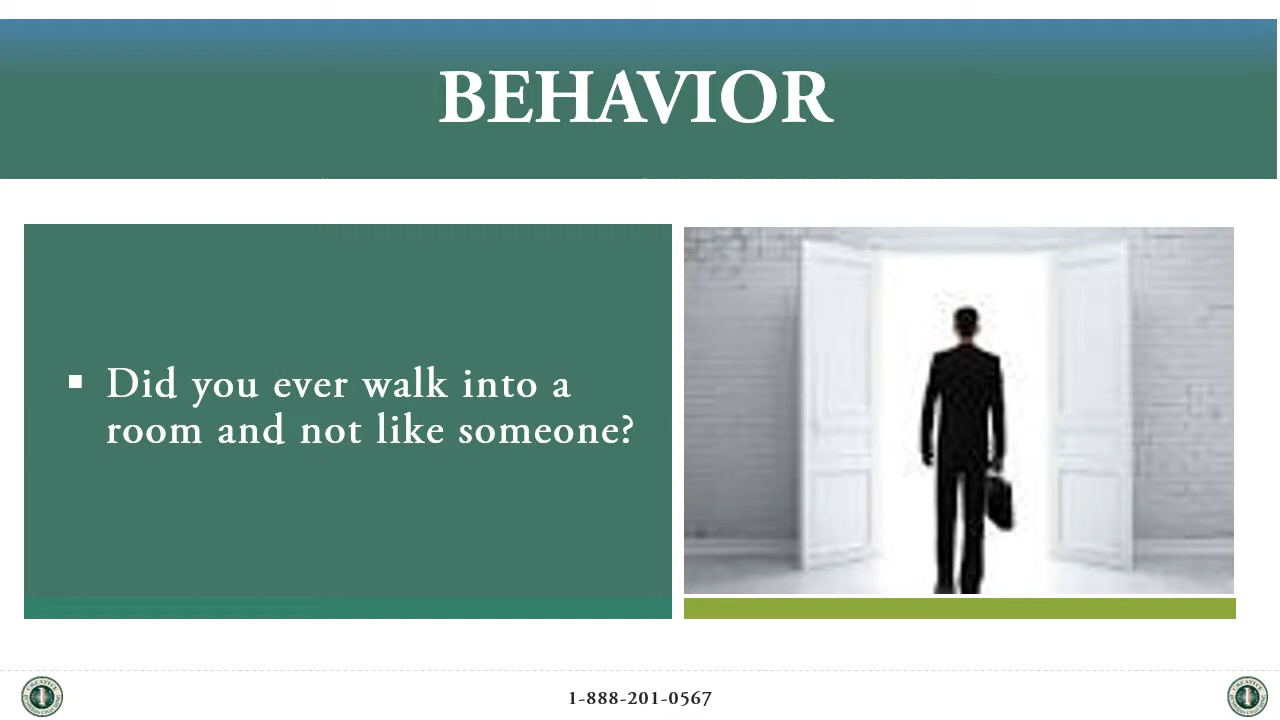 BEHAVIOR
▪ Did you ever walk into a
room and not like someone?
1-888-201-0567